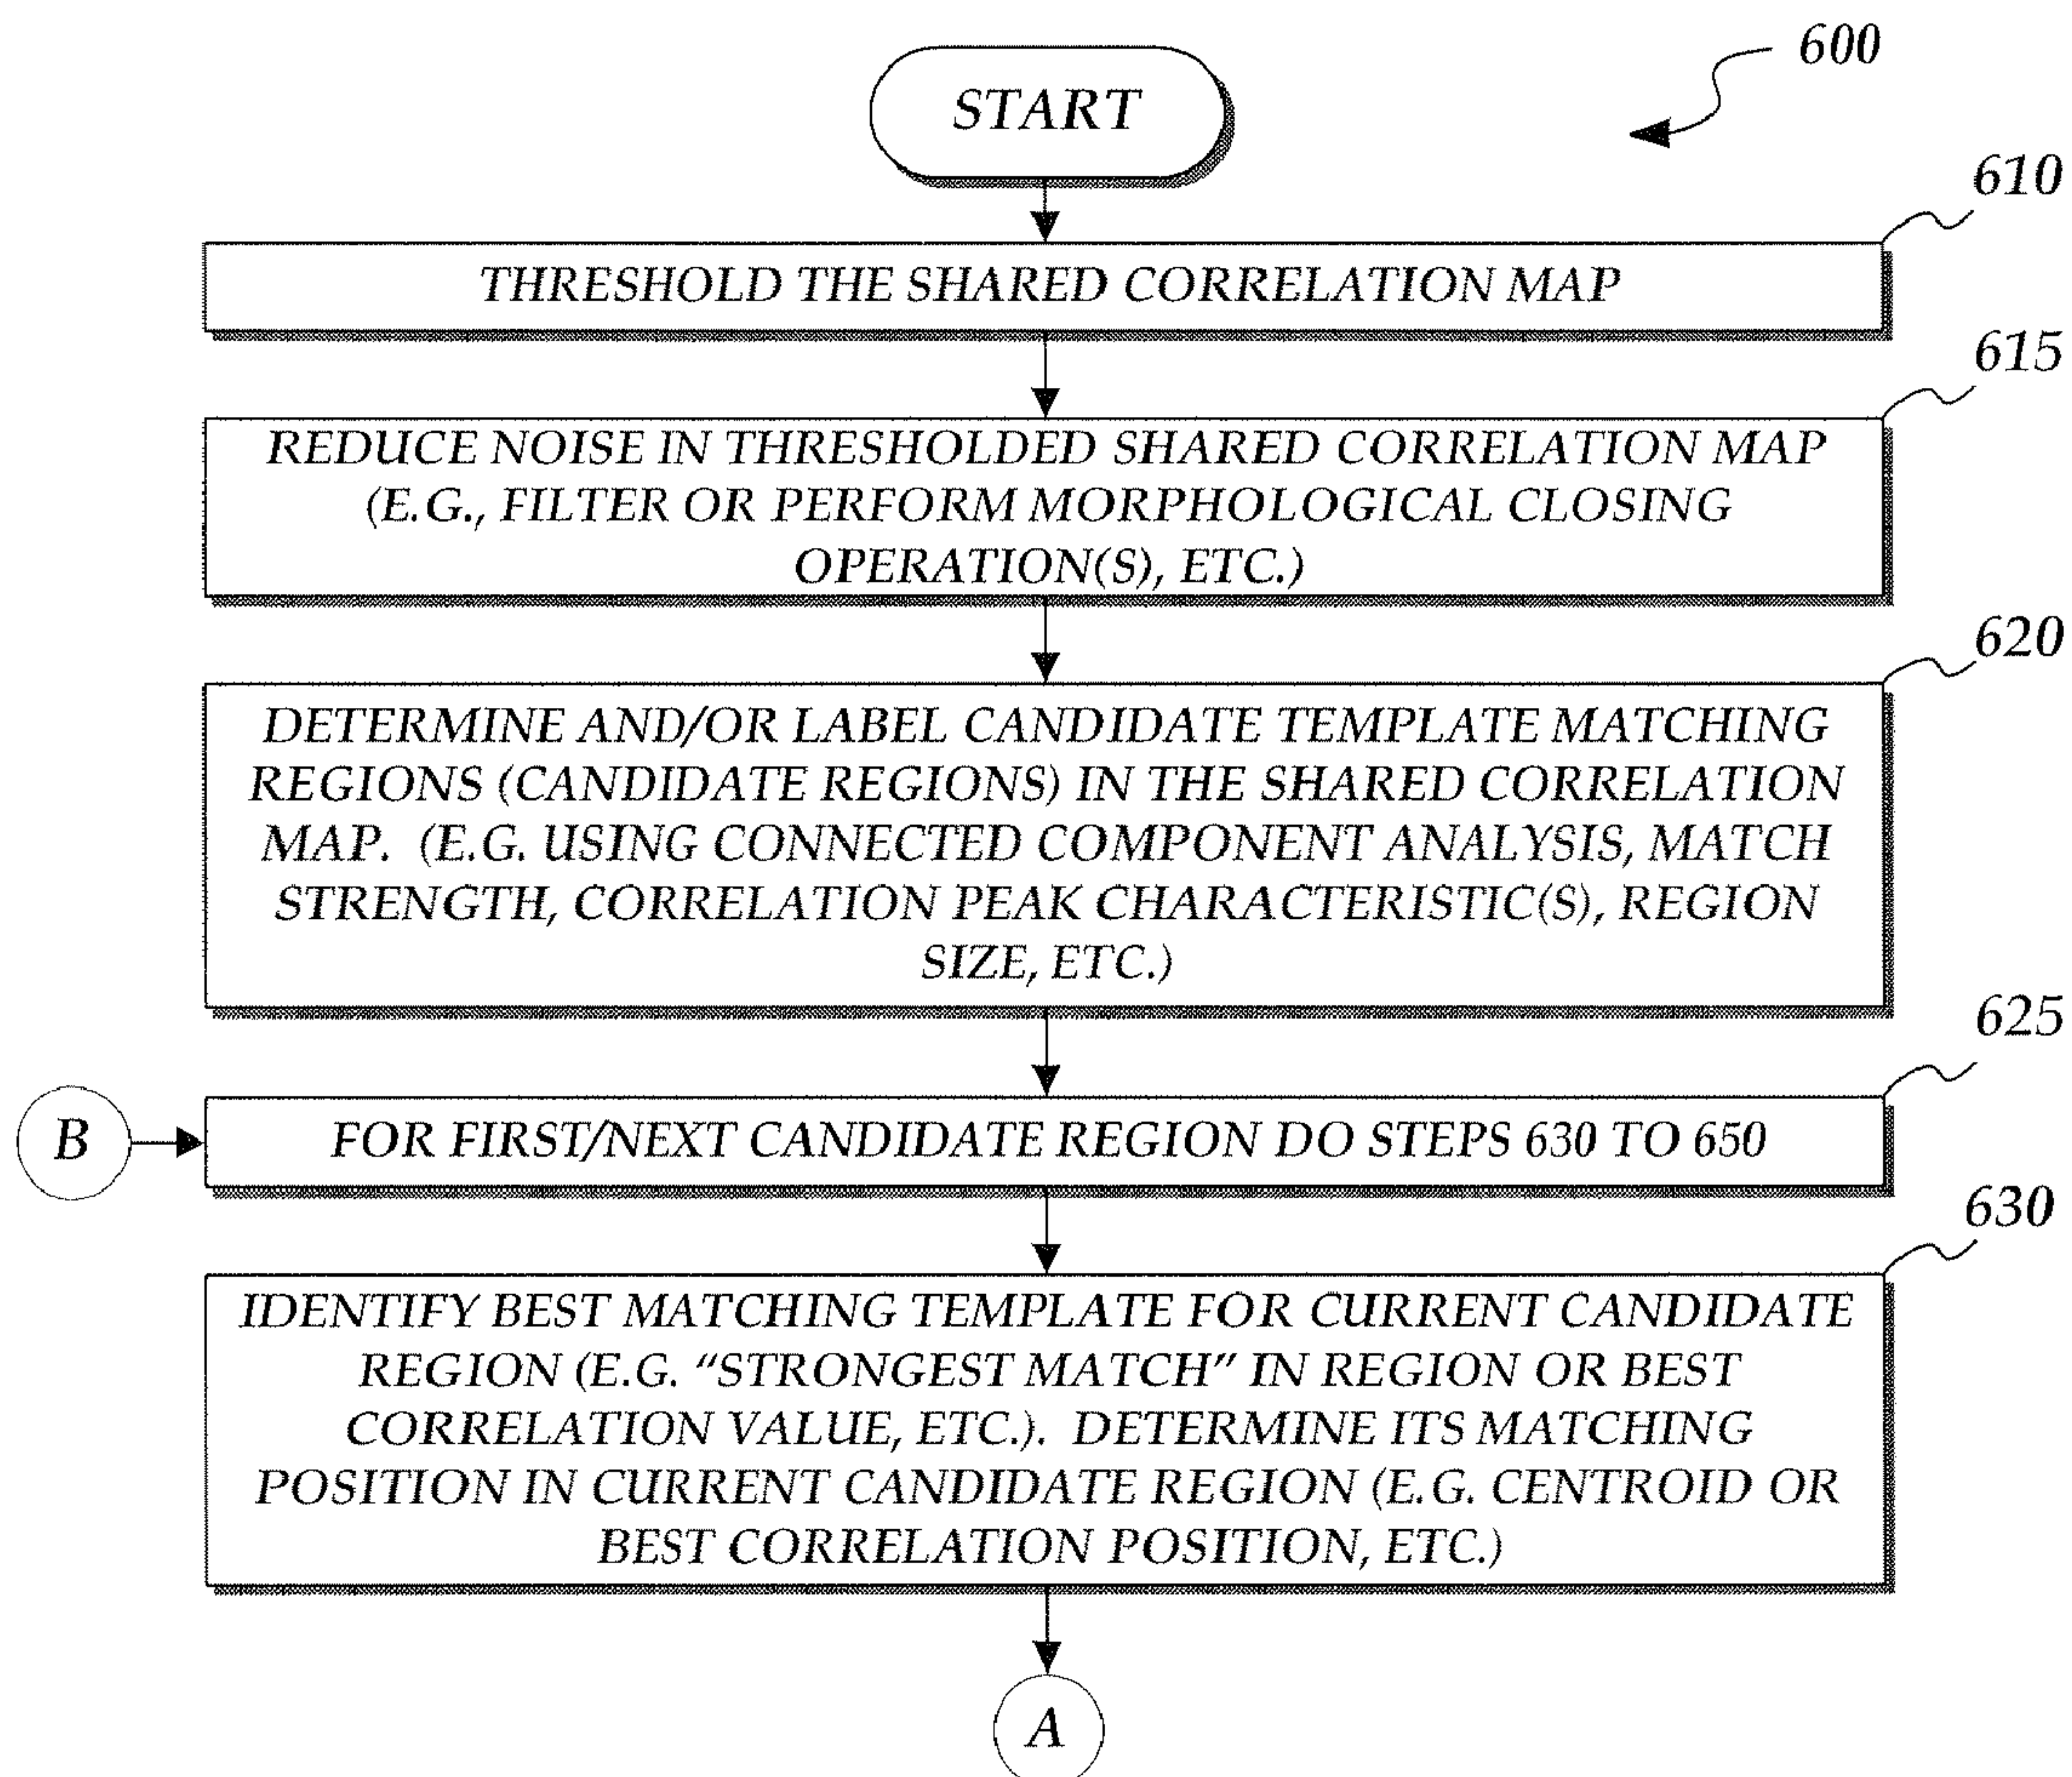 600
START
610
THRESHOLD THE SHARED CORRELATION MAP
615
REDUCE NOISE IN THRESHOLDED SHARED CORRELATION MAP
(E.G., FILTER OR PERFORM MORPHOLOGICAL CLOSING
OPERATION(S), ETC.)
620
DETERMINE AND/OR LABEL CANDIDATE TEMPLATE MATCHING
REGIONS (CANDIDATE REGIONS) IN THE SHARED CORRELATION
MAP. (E.G. USING CONNECTED COMPONENT ANALYSIS, MATCH
STRENGTH, CORRELATION PEAK CHARACTERISTIC(S), REGION
SIZE, ETC.)
625
B
FOR FIRST/NEXT CANDIDATE REGION DO STEPS 630 TO 650
630
IDENTIFY BEST MATCHING TEMPLATE FOR CURRENT CANDIDATE
REGION (E.G. "STRONGEST MATCH" IN REGION OR BEST
CORRELATION VALUE, ETC.). DETERMINE ITS MATCHING
POSITION IN CURRENT CANDIDATE REGION (E.G. CENTROID OR
BEST CORRELATION POSITION, ETC.)
A